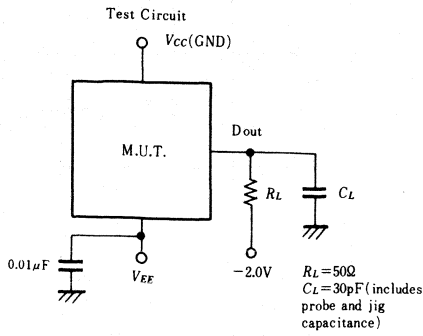 Test Circuit
Vcc(GND)
Dout
M.U.T.
RL
CL
0.01μF
VEE
−2.0V
RL=50Ω
CL=30pF(includes
probe and jig
capacitance)